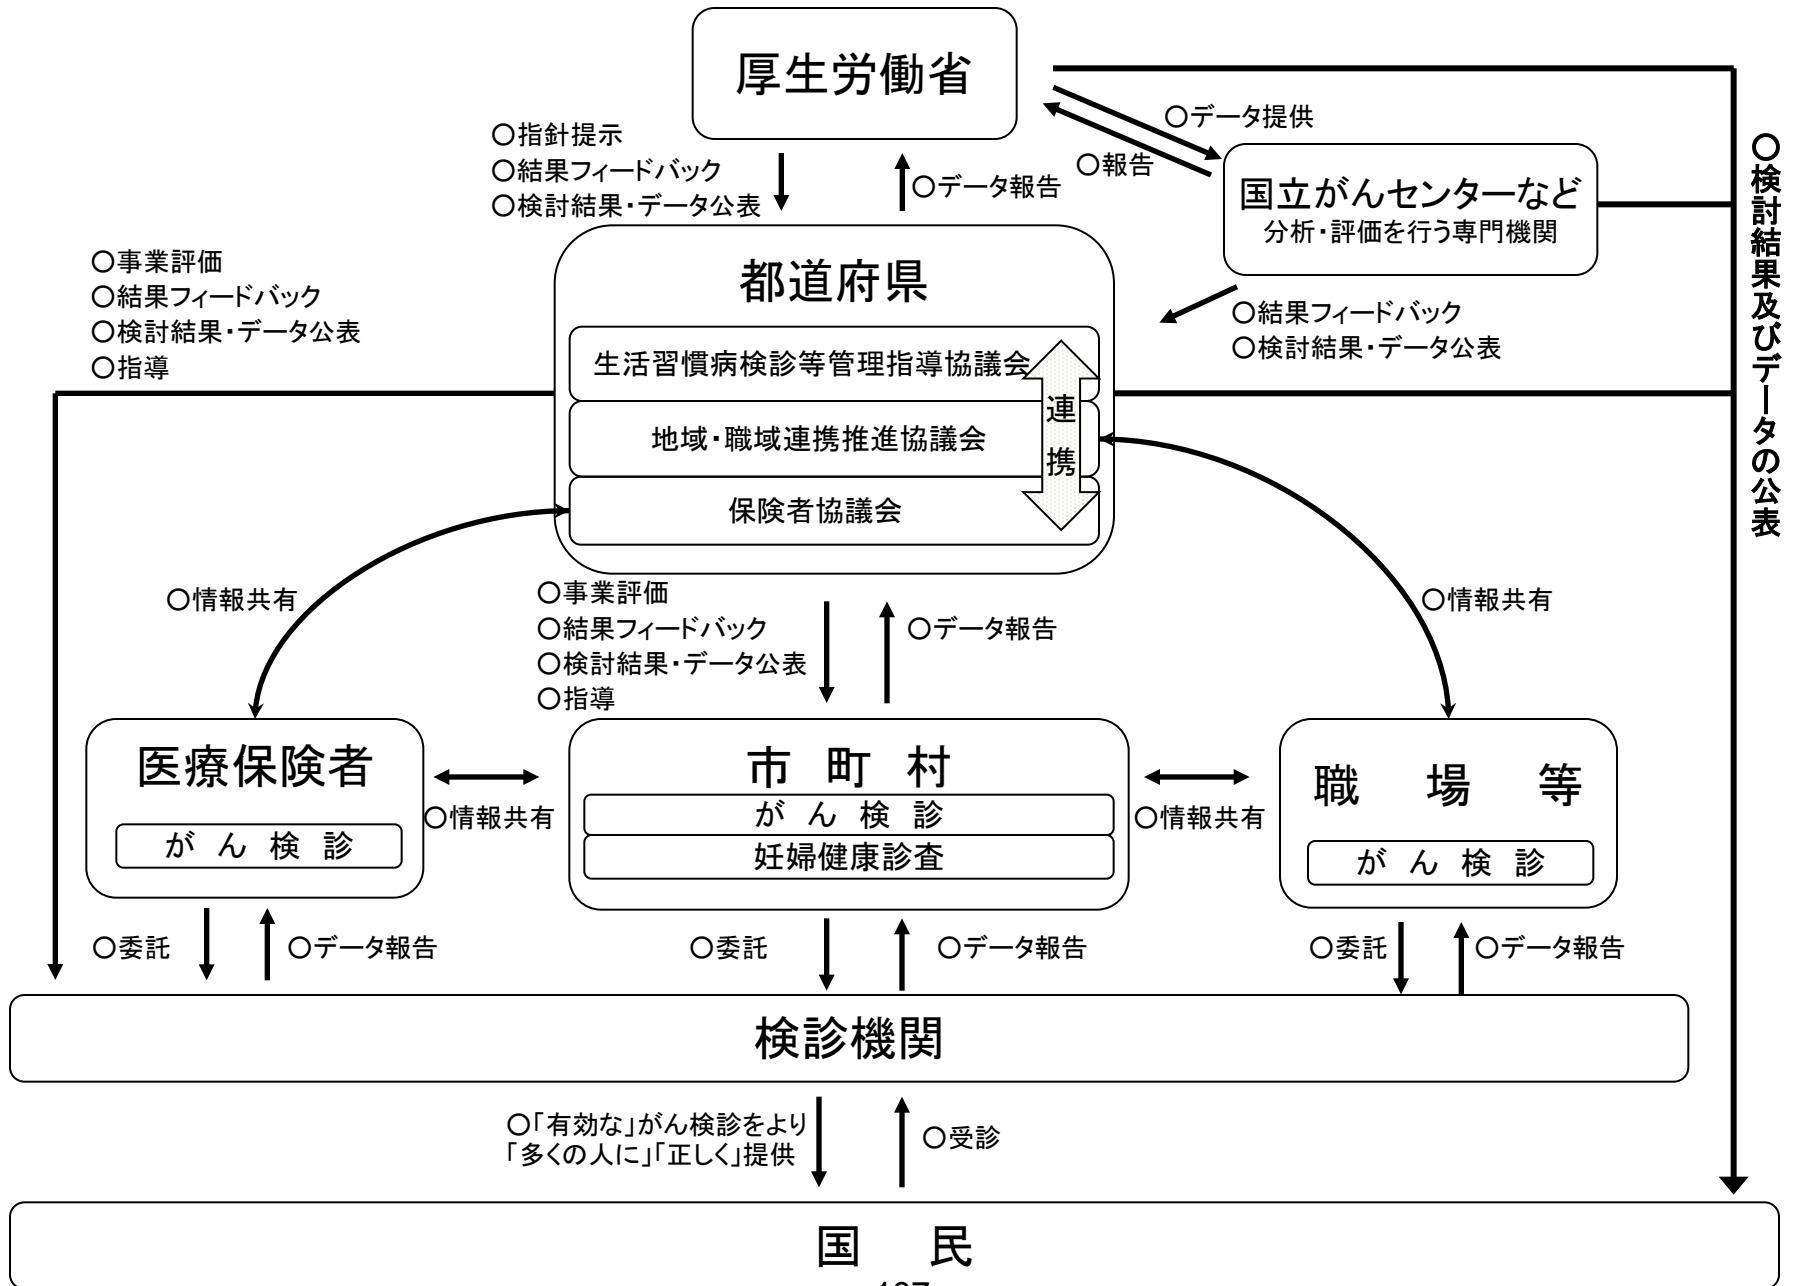 厚生労働省
○指針提示
○結果フィードバック
○検討結果・データ公表
○データ報告
○データ提供
○報告
国立がんセンターなど
分析・評価を行う専門機関
○検討結果及びデータの公表
○事業評価
○結果フィードバック
○検討結果・データ公表
○指導
都道府県
生活習慣病検診等管理指導協議会
地域・職域連携推進協議会
保険者協議会
連携
○結果フィードバック
○検討結果・データ公表
○情報共有
○事業評価
○結果フィードバック
○検討結果・データ公表
○指導
○データ報告
○情報共有
医療保険者
がん検診
○情報共有
市町村
がん検診
妊婦健康診査
○情報共有
職場等
がん検診
○委託
○データ報告
○委託
○データ報告
○委託
○データ報告
検診機関
○「有効な」がん検診をより
「多くの人に」「正しく」提供
○受診
国民